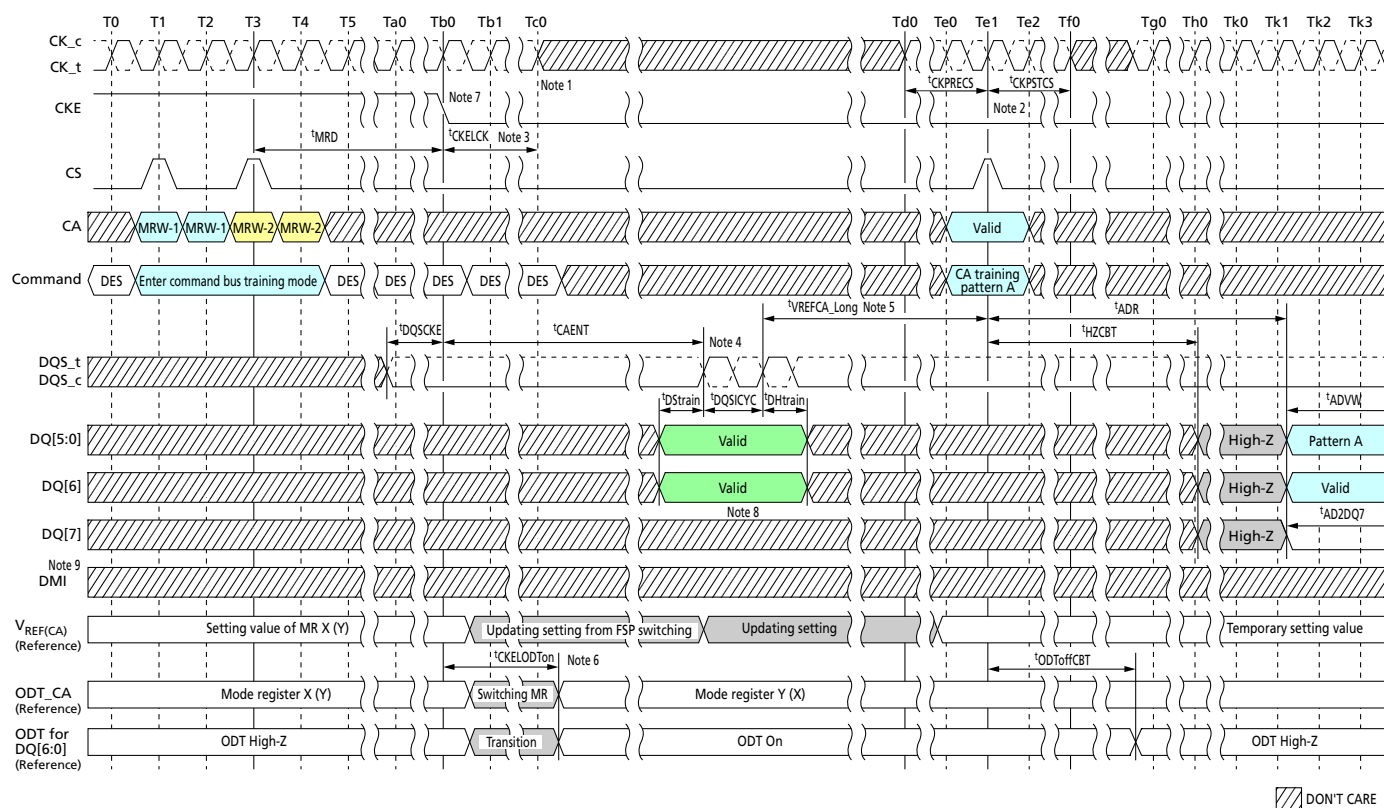 T0 T1 T2 T3 T4 T5 Ta0 Tb0 Tb1 Tc0 Td0 Te0 Te1 Te2 Tf0 Tg0 Th0 Tk0 Tk1 Tk2 Tk3
CK_c
CK_t
Note 1
tCKPRECS tCKPSTCS
CKE
Note 7
Note 2
tMRD tCKELCK Note 3
CS
CA MRW-1 MRW-1 MRW-2 MRW-2 Valid
Command DES Enter command bus training mode DES DES DES DES DES CA training pattern A
tVREFCA_Long Note 5 tADR
tDQSCKE tCAENT Note 4 tHZCBT
DQS_t
DQS_c
tDStrain tDQSICYC tDHtrain tADVW
DQ[5:0] Valid High-Z Pattern A
DQ[6] Valid High-Z Valid
Note 8 tAD2DQ7
DQ[7] High-Z
Note 9
DMI
VREF(CA)
(Reference)
Setting value of MR X (Y) Updating setting from FSP switching Updating setting Temporary setting value
tCKELODTon Note 6 tODToffCBT
ODT_CA
(Reference)
Mode register X (Y) Switching MR Mode register Y (X)
ODT for
DQ[6:0]
(Reference)
ODT High-Z Transition ODT On ODT High-Z
DON'T CARE